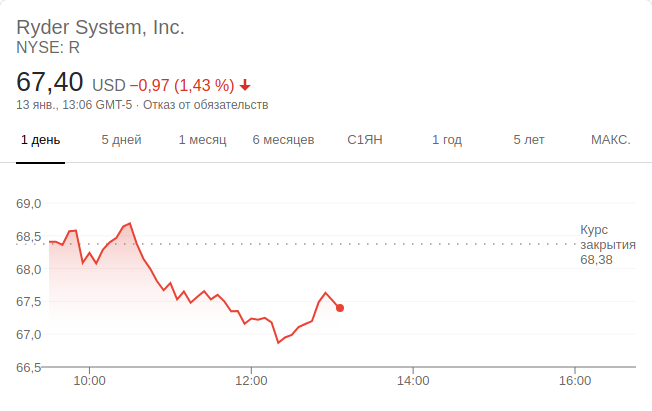 Ryder System, Inc.
NYSE: R
67,40 USD −0,97 (1,43 %)
13 янв., 13:06 GMT-5 · Отказ от обязательств
1 день 5 дней 1 месяц 6 месяцев С1ЯН 1 год 5 лет МАКС.
69,0
68,5
68,0
67,5
67,0
66,5
Курс
закрытия
68,38
10:00 12:00 14:00 16:00